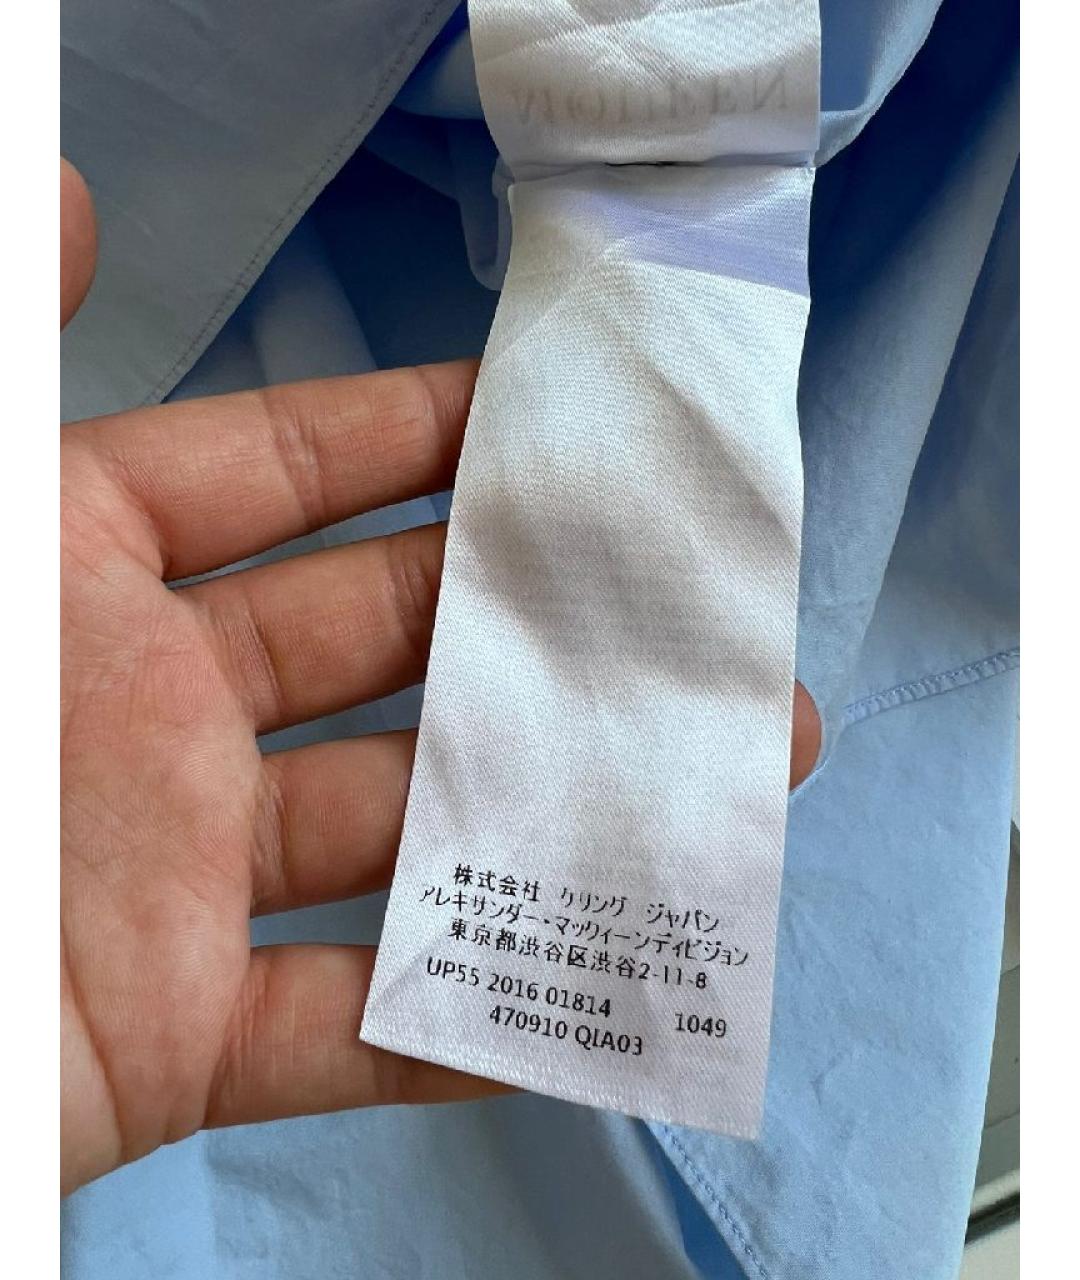 McQUEEN
株式会社 ケリング ジャパン
アレキサンダー・マックィーンディビジョン
東京都渋谷区渋谷2-11-8
UP55 2016 01814 1049
470910 QIA03